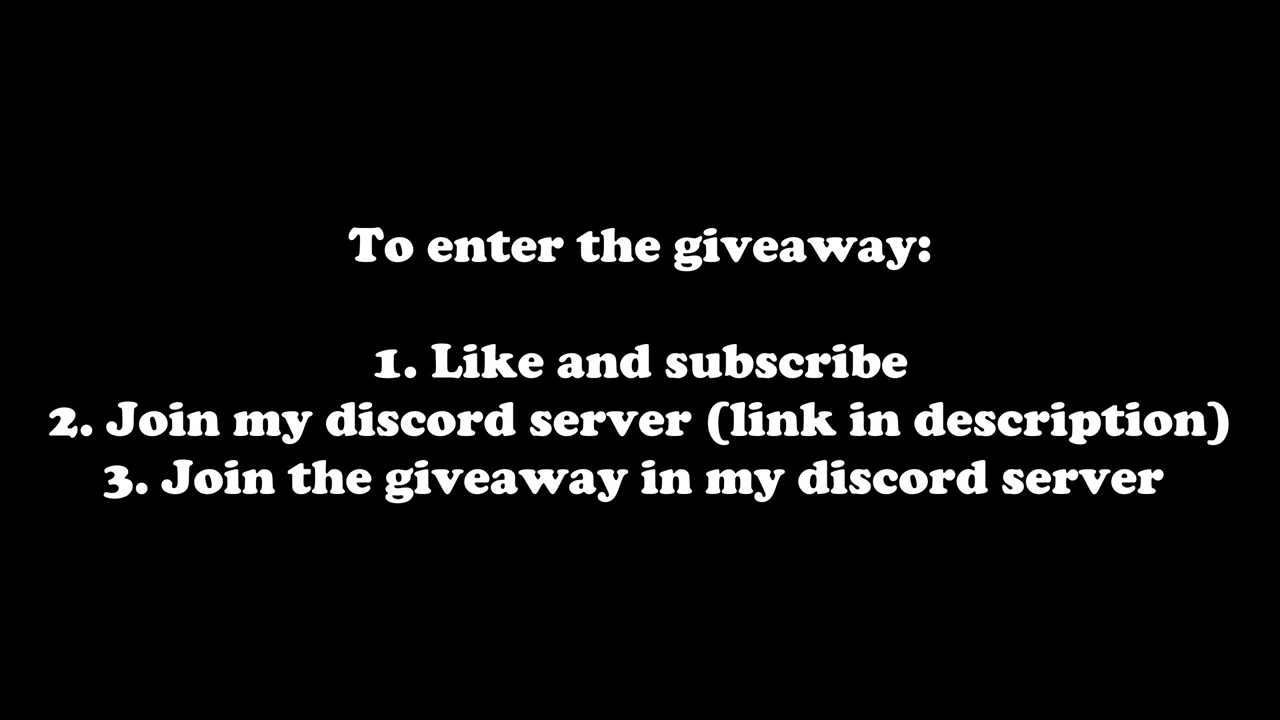 To enter the giveaway:
1. Like and subscribe
2. Join my discord server (link in description)
3. Join the giveaway in my discord server